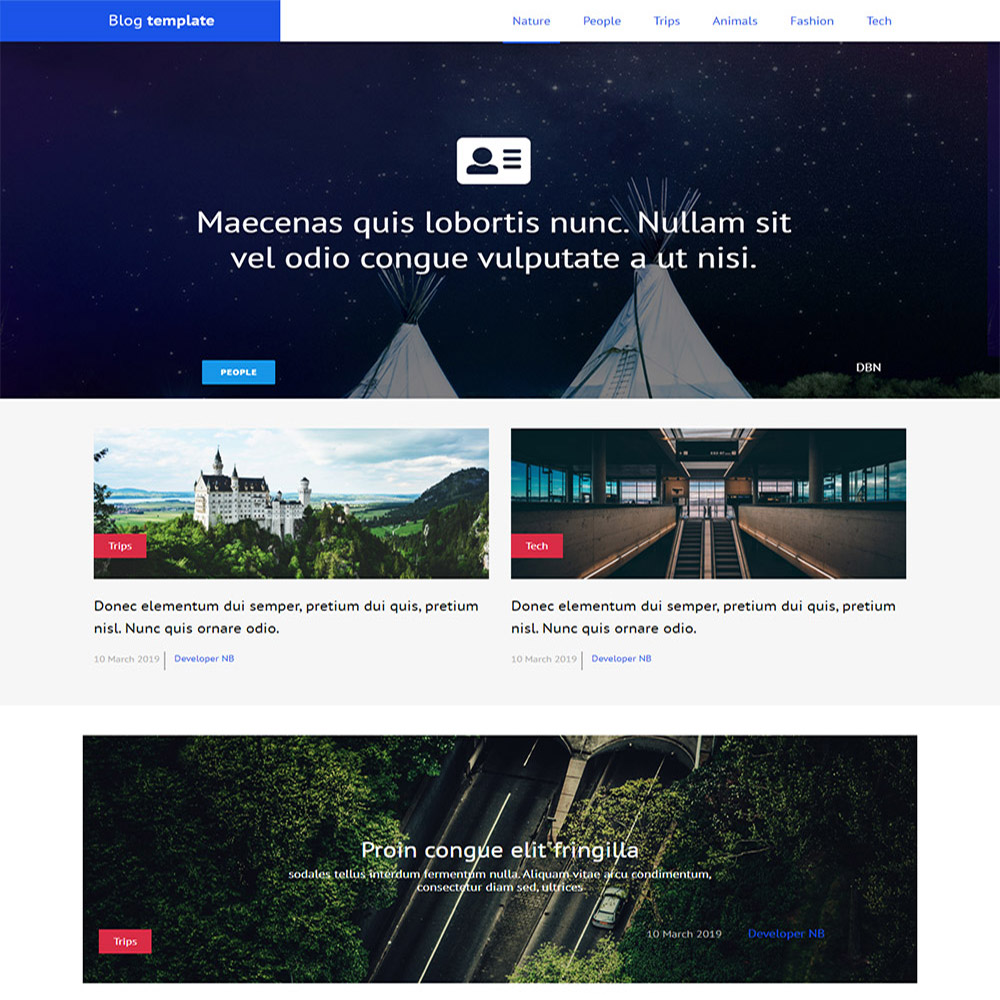 Blog template
Nature People Trips Animals Fashion Tech
Maecenas quis lobortis nunc. Nullam sit
vel odio congue vulputate a ut nisi.
PEOPLE
DBN
Trips
Donec elementum dui semper, pretium dui quis, pretium
nisl. Nunc quis ornare odio.
10 March 2019 Developer NB
Tech
Donec elementum dui semper, pretium dui quis, pretium
nisl. Nunc quis ornare odio.
10 March 2019 Developer NB
Proin congue elit fringilla
sodales tellus interdum fermentum nulla. Aliquam vitae arcu condimentum,
consectetur diam sed, ultrices
10 March 2019 Developer NB
Trips